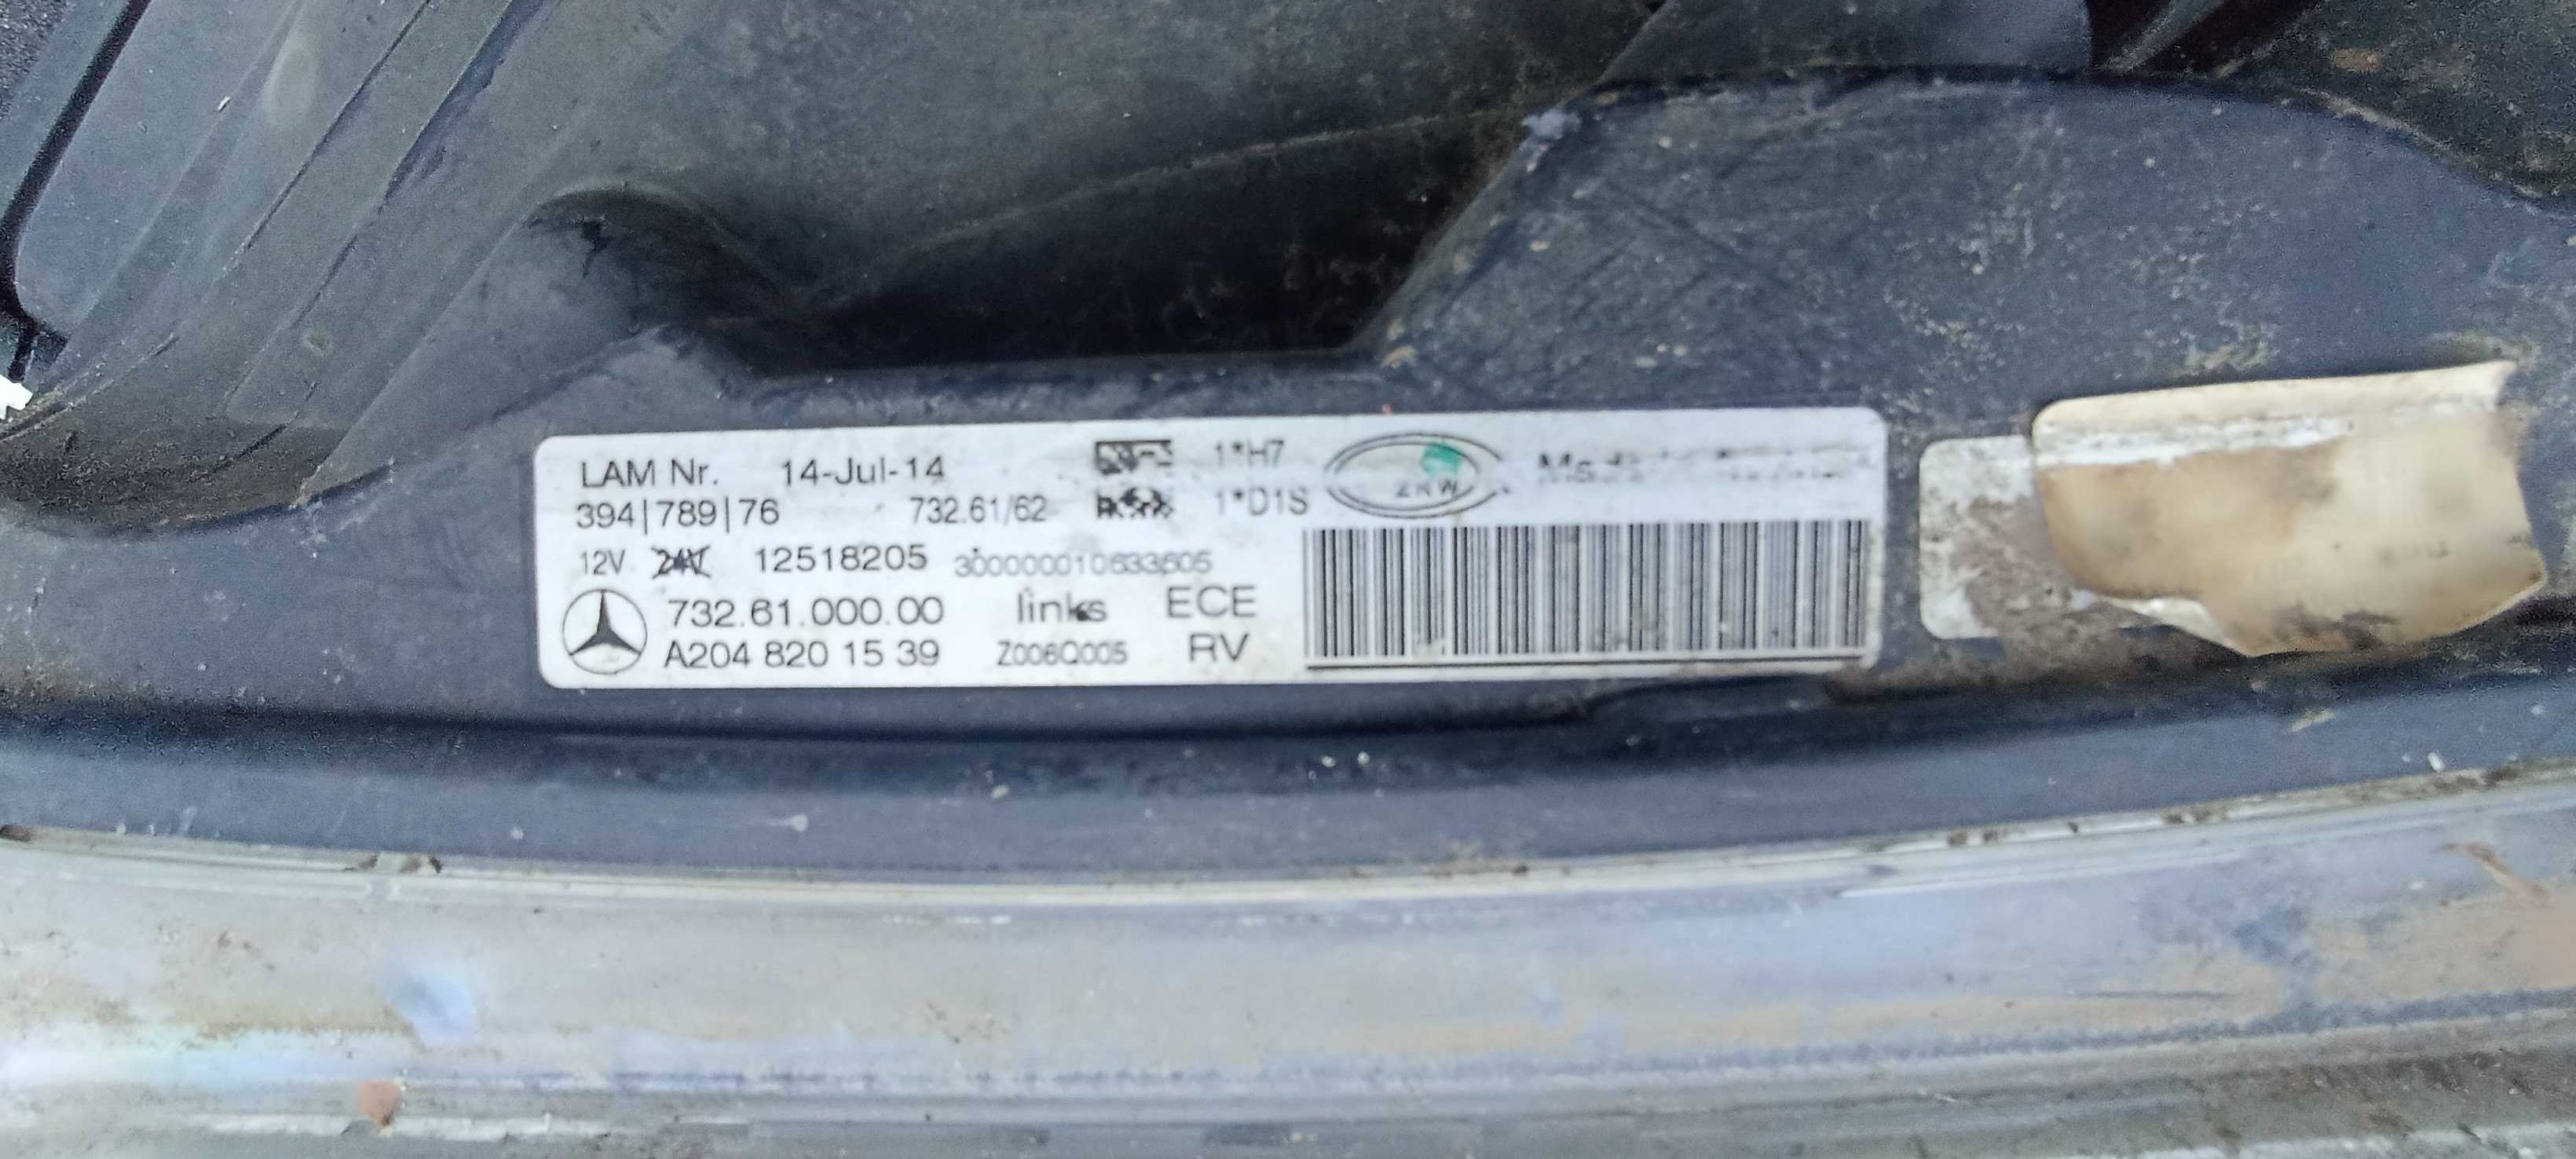 LAM Nr. 14-Jul-14 1*H7
394|789|76 732.61/62 1*D1S ZKW
12V 24V 12518205 300000010633605
732.61.000.00 links ECE
A204 820 15 39 Z006Q005 RV